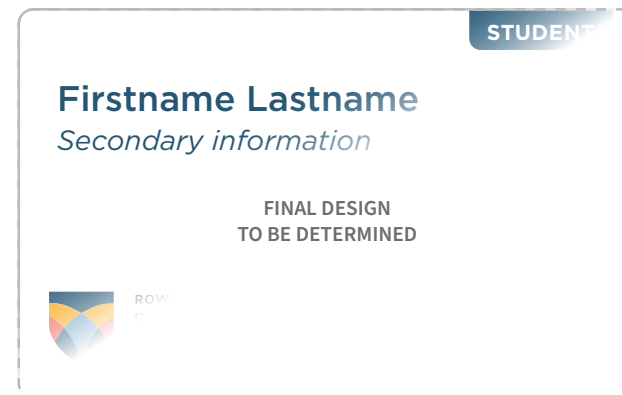 STUDENT
Firstname Lastname
Secondary information
FINAL DESIGN
TO BE DETERMINED